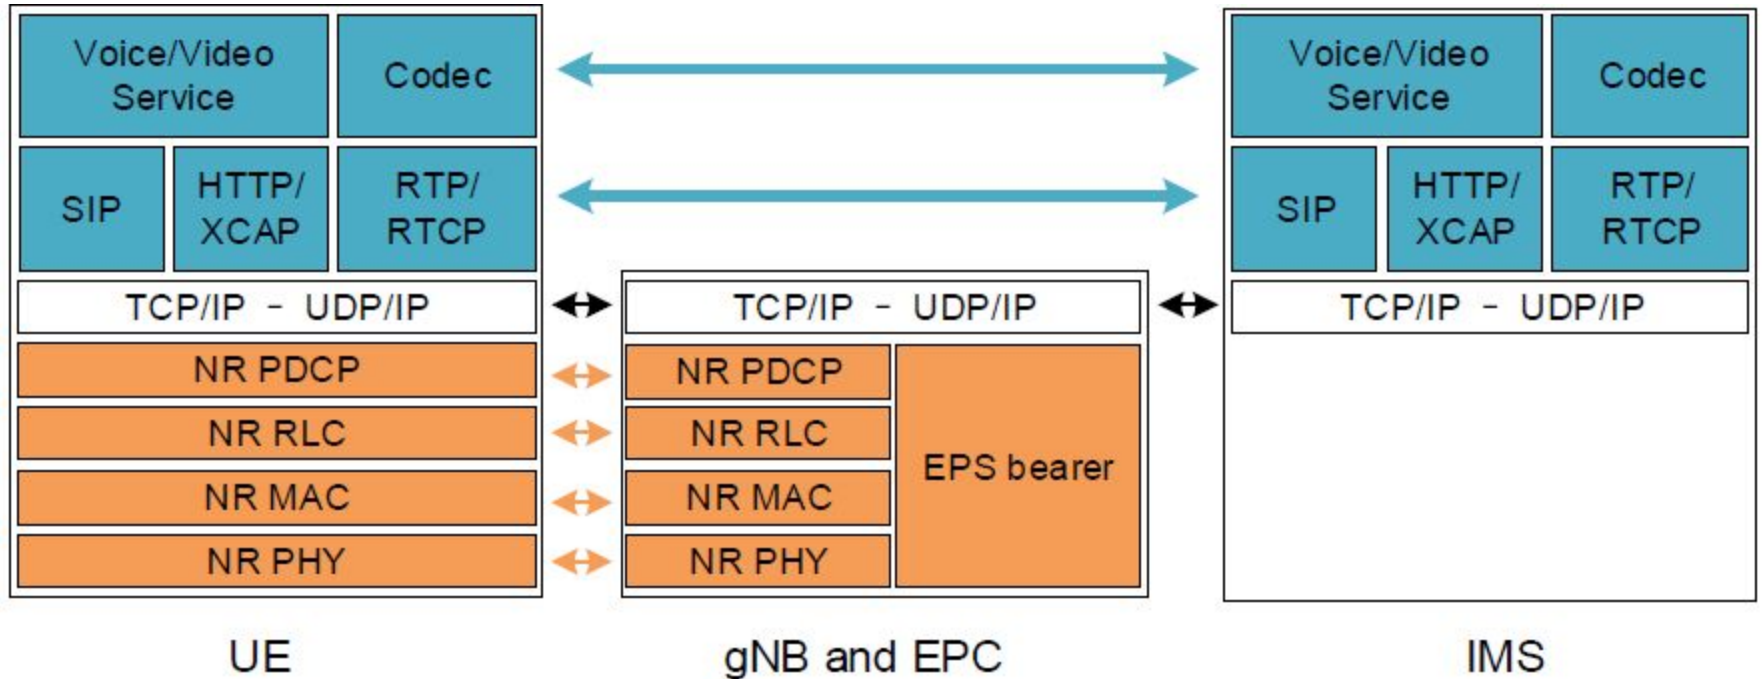 Voice/Video
Service
Codec
SIP
HTTP/
XCAP
RTP/
RTCP
TCP/IP - UDP/IP
NR PDCP
NR RLC
NR MAC
NR PHY
UE
TCP/IP - UDP/IP
NR PDCP
NR RLC
NR MAC
NR PHY
EPS bearer
gNB and EPC
Voice/Video
Service
Codec
SIP
HTTP/
XCAP
RTP/
RTCP
TCP/IP - UDP/IP
IMS